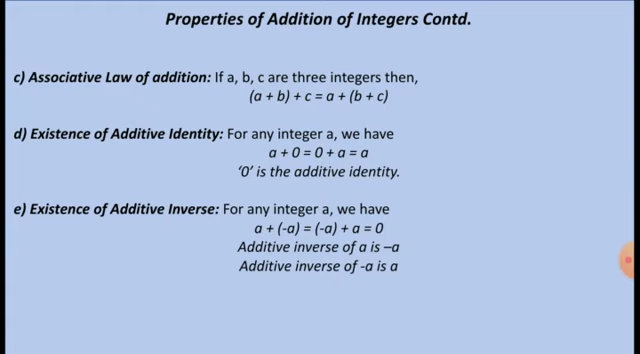 Properties of Addition of Integers Contd.
c) Associative Law of addition: If a, b, c are three integers then,
(a + b) + c = a + (b + c)
d) Existence of Additive Identity: For any integer a, we have
a + 0 = 0 + a = a
‘0’ is the additive identity.
e) Existence of Additive Inverse: For any integer a, we have
a + (-a) = (-a) + a = 0
Additive inverse of a is –a
Additive inverse of -a is a